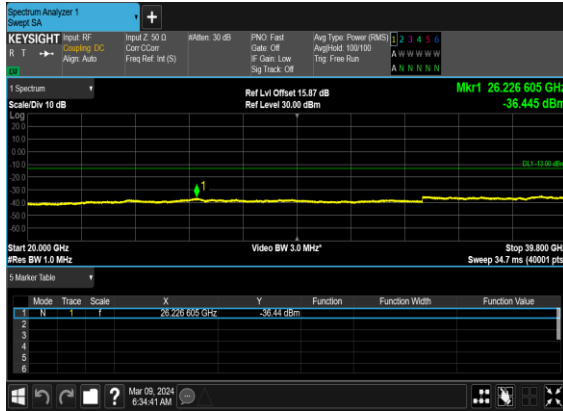 Spectrum Analyzer 1
Swept SA
+
KEYSIGHT
R T
LV
Input: RF
Coupling: DC
Align: Auto
Input Z: 50 Ω
Corr CCorr
Freq Ref: Int (S)
#Atten: 30 dB
PNO: Fast
Gate: Off
IF Gain: Low
Sig Track: Off
Avg Type: Power (RMS)
Avg|Hold: 100/100
Trig: Free Run
1 2 3 4 5 6
A W W W W W
A N N N N N
1 Spectrum
Scale/Div 10 dB
Ref Lvl Offset 15.87 dB
Ref Level 30.00 dBm
Mkr1 26.226 605 GHz
-36.445 dBm
Log
20.0
10.0
0.00
-10.0
-20.0
-30.0
-40.0
-50.0
-60.0
DL1 -13.00 dBm
1
Start 20.000 GHz
#Res BW 1.0 MHz
Video BW 3.0 MHz*
Stop 39.800 GHz
Sweep 34.7 ms (40001 pts)
5 Marker Table
Mode Trace Scale X Y Function Function Width Function Value
1 N 1 f 26.226 605 GHz -36.44 dBm
2
3
4
5
6
?
Mar 09, 2024
6:34:41 AM